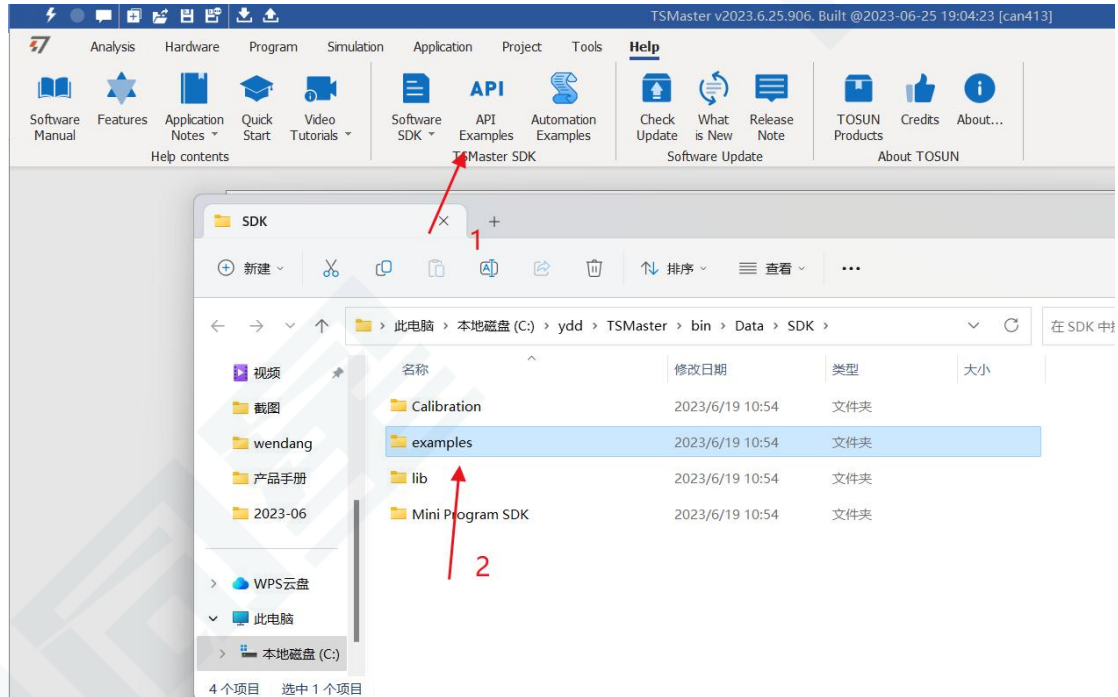 TSMaster v2023.6.25.906. Built @2023-06-25 19:04:23 [can413]
Analysis Hardware Program Simulation Application Project Tools Help
Software Manual
Features
Application Notes
Quick Start
Video Tutorials
Software SDK
API
API Examples
Automation Examples
Check Update
What is New
Release Note
TOSUN Products
Credits
About...
Help contents
TSMaster SDK
Software Update
About TOSUN
SDK
1
新建
排序
查看
此电脑 › 本地磁盘 (C:) › ydd › TSMaster › bin › Data › SDK ›
在 SDK 中
名称 修改日期 类型 大小
视频
截图
wendang
产品手册
2023-06
WPS云盘
此电脑
本地磁盘 (C:)
Calibration 2023/6/19 10:54 文件夹
examples 2023/6/19 10:54 文件夹
lib 2023/6/19 10:54 文件夹
Mini Program SDK 2023/6/19 10:54 文件夹
2
4 个项目 选中 1 个项目